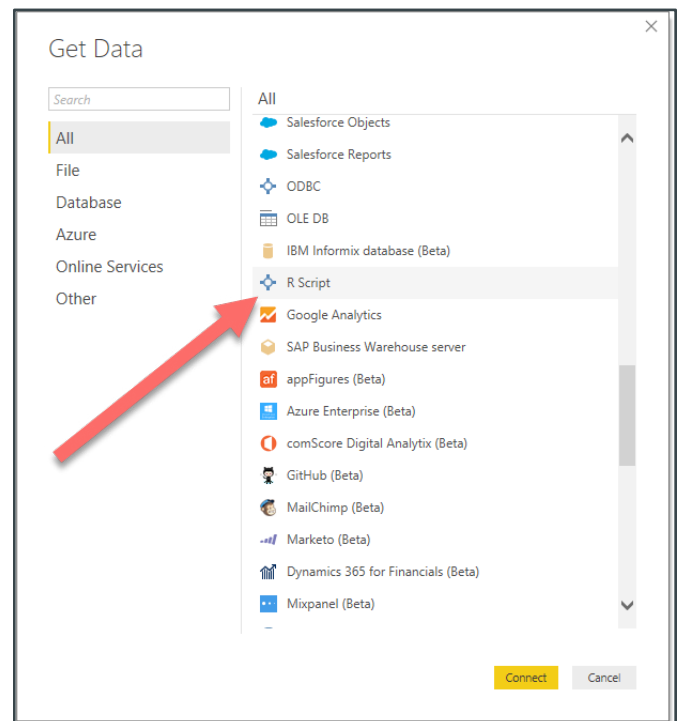 Get Data
Search
All
File
Database
Azure
Online Services
Other
All
Salesforce Objects
Salesforce Reports
ODBC
OLE DB
IBM Informix database (Beta)
R Script
Google Analytics
SAP Business Warehouse server
af appFigures (Beta)
Azure Enterprise (Beta)
comScore Digital Analytix (Beta)
GitHub (Beta)
MailChimp (Beta)
Marketo (Beta)
Dynamics 365 for Financials (Beta)
Mixpanel (Beta)
Connect Cancel